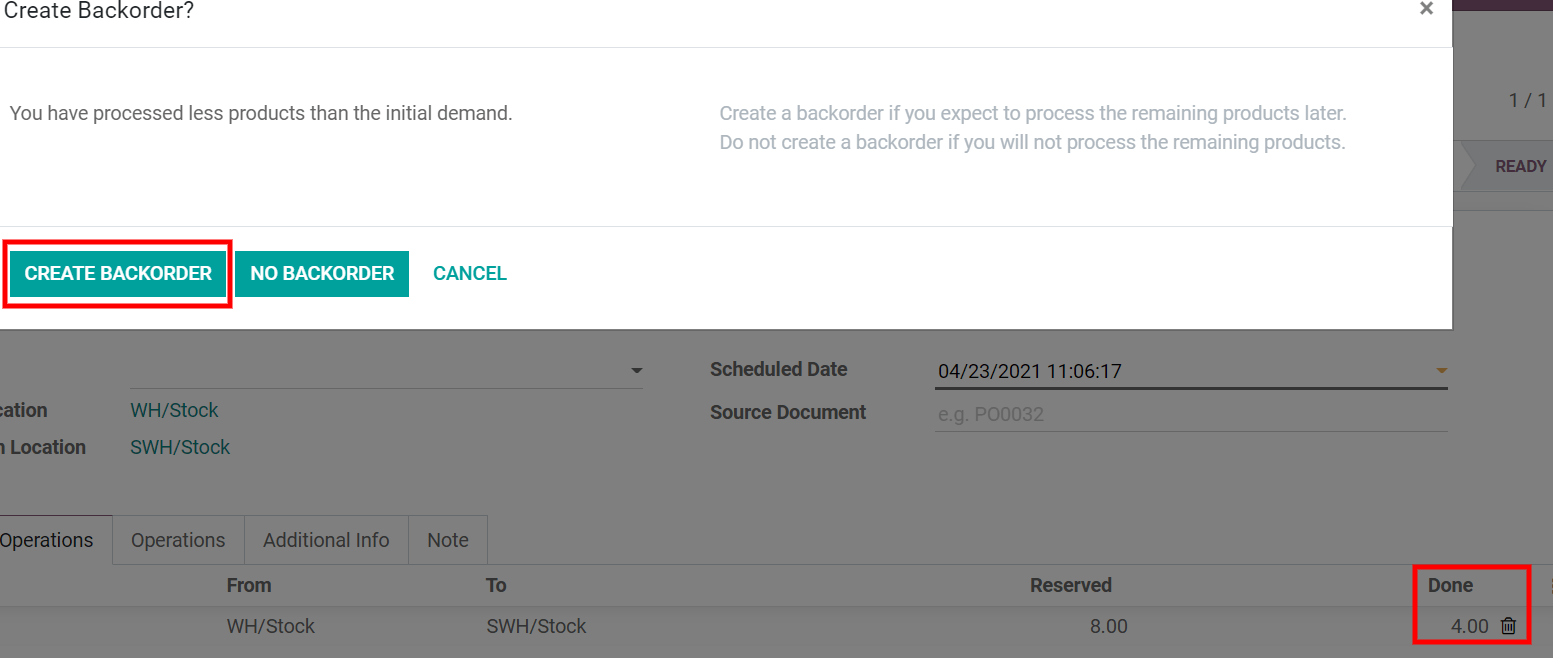 Create Backorder?
×
You have processed less products than the initial demand.
Create a backorder if you expect to process the remaining products later.
Do not create a backorder if you will not process the remaining products.
1 / 1
READY
CREATE BACKORDER NO BACKORDER CANCEL
Scheduled Date 04/23/2021 11:06:17
cation WH/Stock
Source Document e.g. PO0032
n Location SWH/Stock
Operations Operations Additional Info Note
From To Reserved Done
WH/Stock SWH/Stock 8.00 4.00